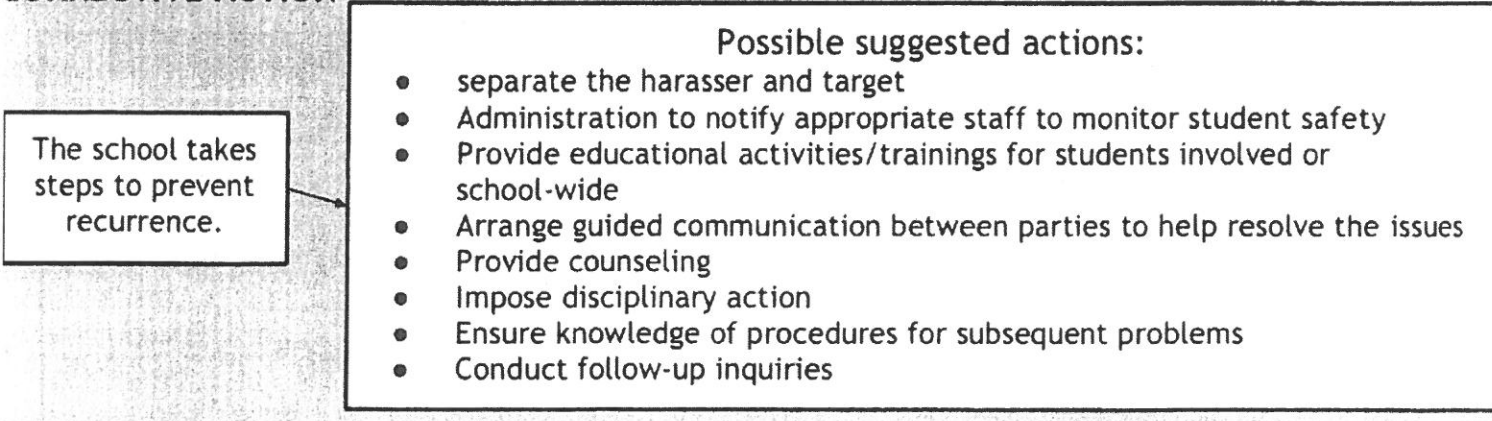 The school takes
steps to prevent
recurrence.
Possible suggested actions:
• separate the harasser and target
• Administration to notify appropriate staff to monitor student safety
• Provide educational activities/trainings for students involved or
school-wide
• Arrange guided communication between parties to help resolve the issues
• Provide counseling
• Impose disciplinary action
• Ensure knowledge of procedures for subsequent problems
• Conduct follow-up inquiries